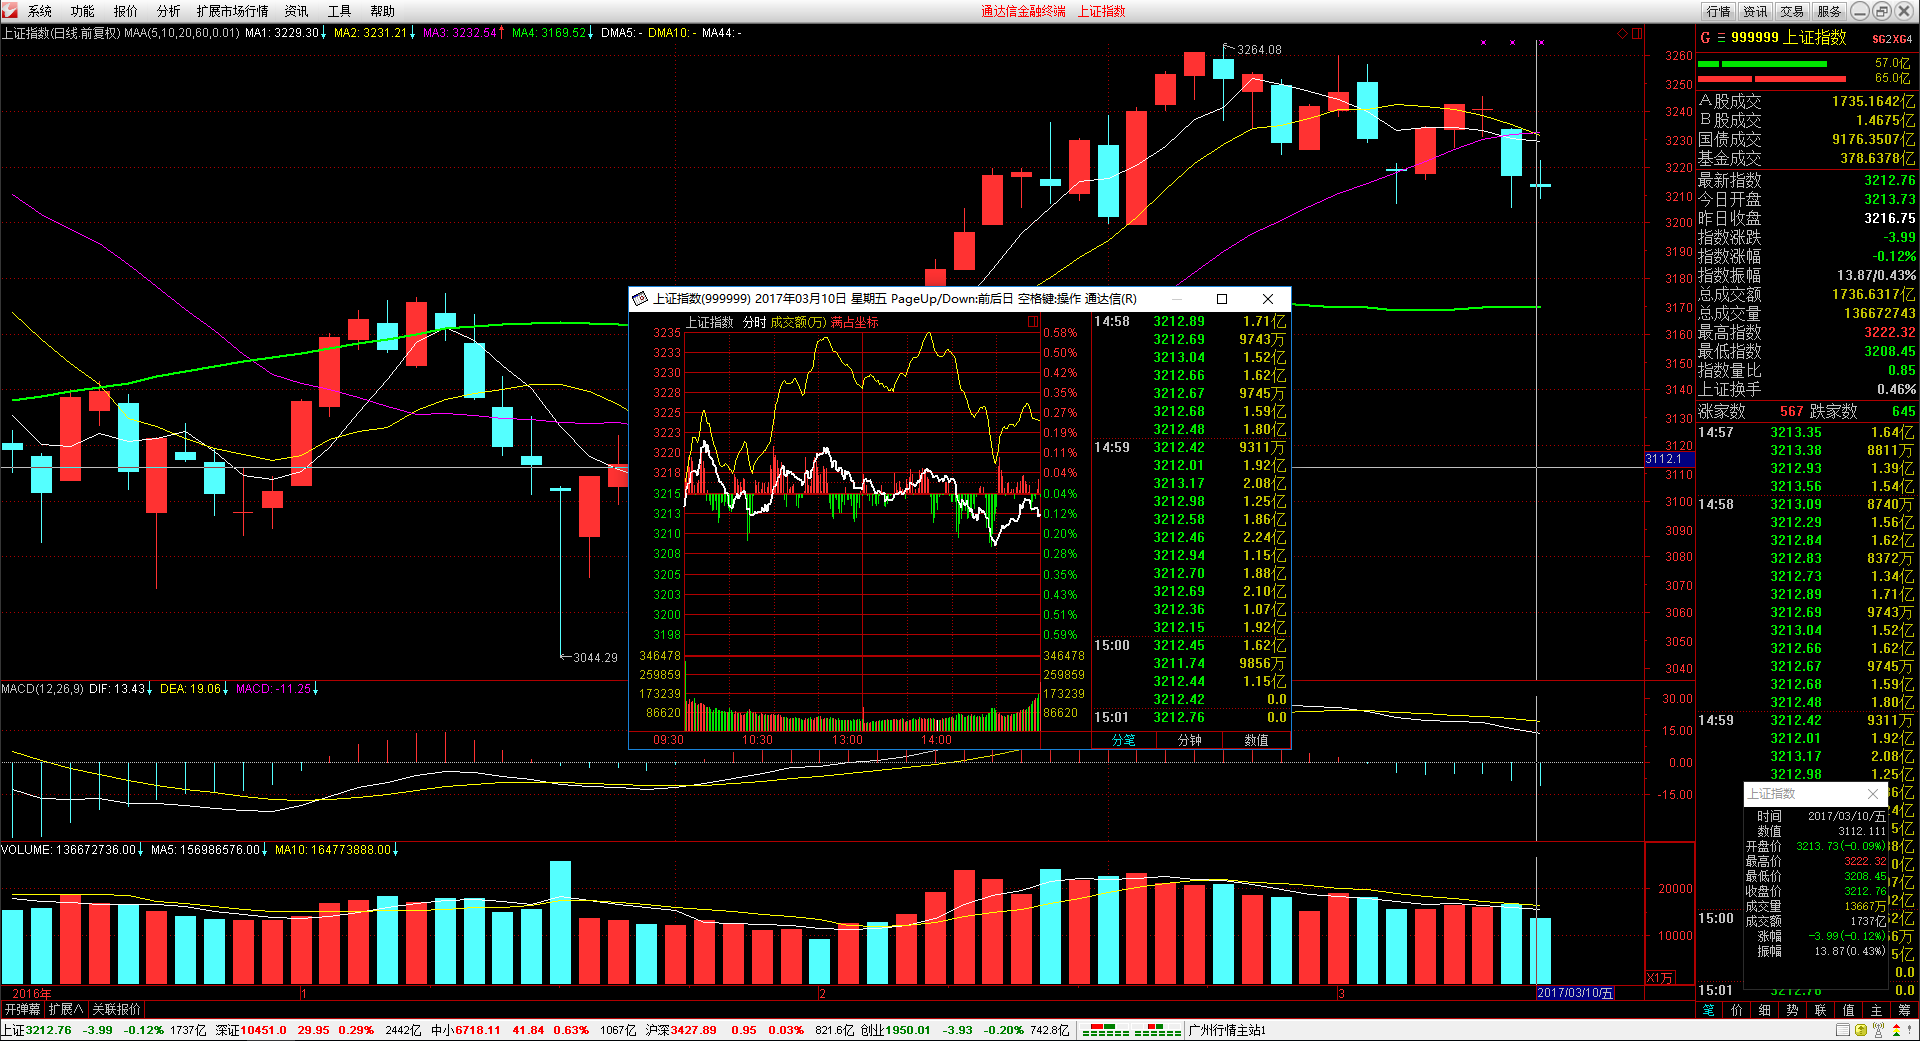 系统 功能 报价 分析 扩展市场行情 资讯 工具 帮助 通达信金融终端 上证指数 行情 资讯 交易 服务
上证指数(日线.前复权) MAA(5,10,20,60,0.01) MA1: 3229.30↓ MA2: 3231.21↓ MA3: 3232.54↑ MA4: 3169.52↓ DMA5: - DMA10: - MA44: -
3264.08
3044.29
3260
3250
3240
3230
3220
3210
3200
3190
3180
3170
3160
3150
3140
3130
3120
3112.1
3110
3100
3090
3080
3070
3060
3050
3040
MACD(12,26,9) DIF: 13.43↓ DEA: 19.06↓ MACD: -11.25↓
30.00
15.00
0.00
-15.00
VOLUME: 136672736.00↓ MA5: 156986576.00↓ MA10: 164773888.00↓
20000
10000
X1万
2016年 1 2 3 2017/03/10/五
开弹幕 扩展∧ 关联报价
上证指数(999999) 2017年03月10日 星期五 PageUp/Down:前后日 空格键:操作 通达信(R)
上证指数 分时 成交额(万) 满占坐标
3235 0.58%
3233 0.50%
3230 0.42%
3228 0.35%
3225 0.27%
3223 0.19%
3220 0.11%
3218 0.04%
3215 0.04%
3213 0.12%
3210 0.20%
3208 0.28%
3205 0.35%
3203 0.43%
3200 0.51%
3198 0.59%
346478 346478
259859 259859
173239 173239
86620 86620
09:30 10:30 13:00 14:00
14:58 3212.89 1.71亿
3212.69 9743万
3213.04 1.52亿
3212.66 1.62亿
3212.67 9745万
3212.68 1.59亿
3212.48 1.80亿
14:59 3212.42 9311万
3212.01 1.92亿
3213.17 2.08亿
3212.98 1.25亿
3212.58 1.86亿
3212.46 2.24亿
3212.94 1.15亿
3212.70 1.88亿
3212.69 2.10亿
3212.36 1.07亿
3212.15 1.92亿
15:00 3212.45 1.62亿
3211.74 9856万
3212.44 1.15亿
3212.42 0.0
15:01 3212.76 0.0
分笔 分钟 数值
G 999999 上证指数 SG2XG4
57.0亿
65.0亿
A股成交 1735.1642亿
B股成交 1.4675亿
国债成交 9176.3507亿
基金成交 378.6378亿
最新指数 3212.76
今日开盘 3213.73
昨日收盘 3216.75
指数涨跌 -3.99
指数涨幅 -0.12%
指数振幅 13.87/0.43%
总成交额 1736.6317亿
总成交量 136672743
最高指数 3222.32
最低指数 3208.45
指数量比 0.85
上证换手 0.46%
涨家数 567 跌家数 645
14:57 3213.35 1.64亿
3213.38 8811万
3212.93 1.39亿
3213.56 1.54亿
14:58 3213.09 8740万
3212.29 1.56亿
3212.84 1.62亿
3212.83 8372万
3212.73 1.34亿
3212.89 1.71亿
3212.69 9743万
3213.04 1.52亿
3212.66 1.62亿
3212.67 9745万
3212.68 1.59亿
3212.48 1.80亿
14:59 3212.42 9311万
3212.01 1.92亿
3213.17 2.08亿
3212.98 1.25亿
上证指数
时间 2017/03/10/五
数值 3112.111
开盘价 3213.73(-0.09%)
最高价 3222.32
最低价 3208.45
收盘价 3212.76
成交量 13667万
成交额 1737亿
涨幅 -3.99(-0.12%)
振幅 13.87(0.43%)
15:00
0.0
15:01 3212.76 0.0
笔 价 细 势 联 值 主 筹
上证3212.76 -3.99 -0.12% 1737亿 深证10451.0 29.95 0.29% 2442亿 中小6718.11 41.84 0.63% 1067亿 沪深3427.89 0.95 0.03% 821.6亿 创业1950.01 -3.93 -0.20% 742.8亿 广州行情主站1